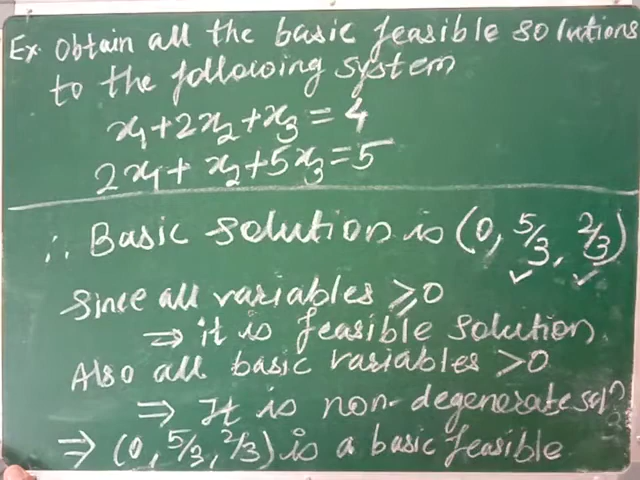 Ex. Obtain all the basic feasible solutions
to the following system
x₁+2x₂+x₃=4
2x₁+x₂+5x₃=5
∴ Basic solution is (0, 5/3, 2/3)
Since all variables ≥0
⇒ it is feasible solution.
Also all basic variables >0
⇒ It is non-degenerate solⁿ
⇒ (0, 5/3, 2/3) is a basic feasible